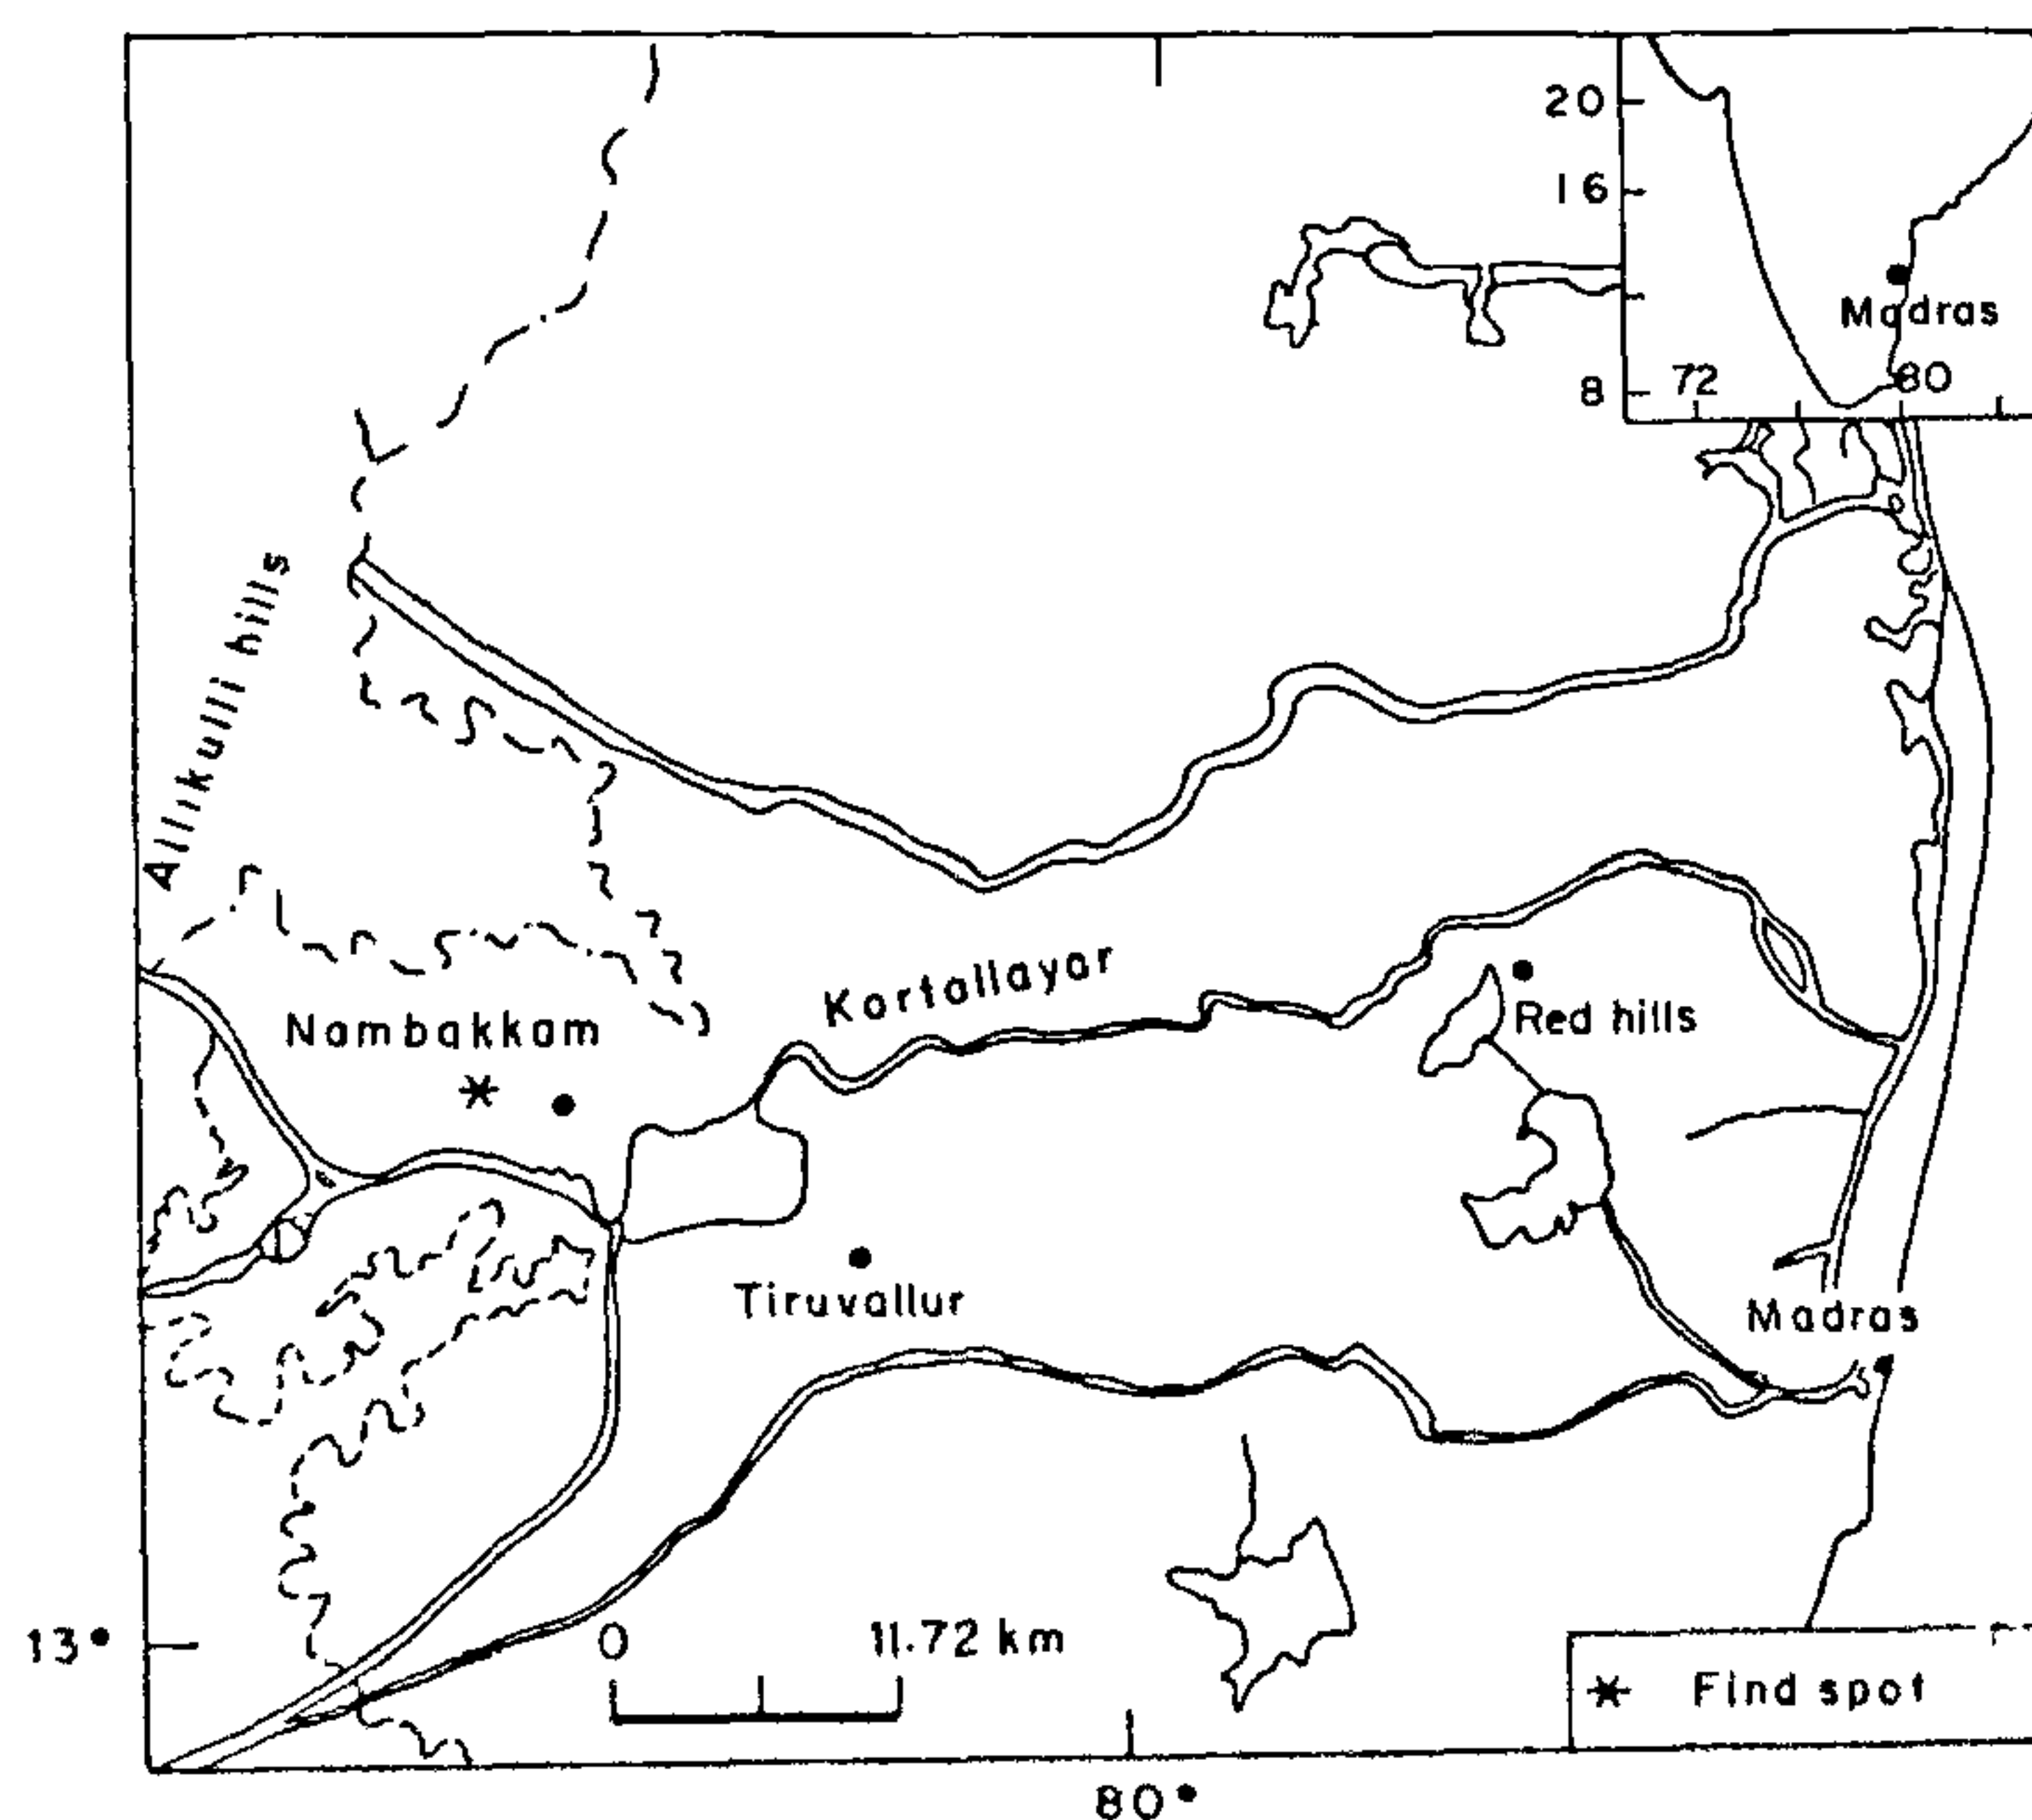 20
16
Madras
8 72 80
Allikulli hills
Kortallayar
Nambakkam
Red hills
Tiruvallur
Madras
13°
0 11.72 km
* Find spot
80°